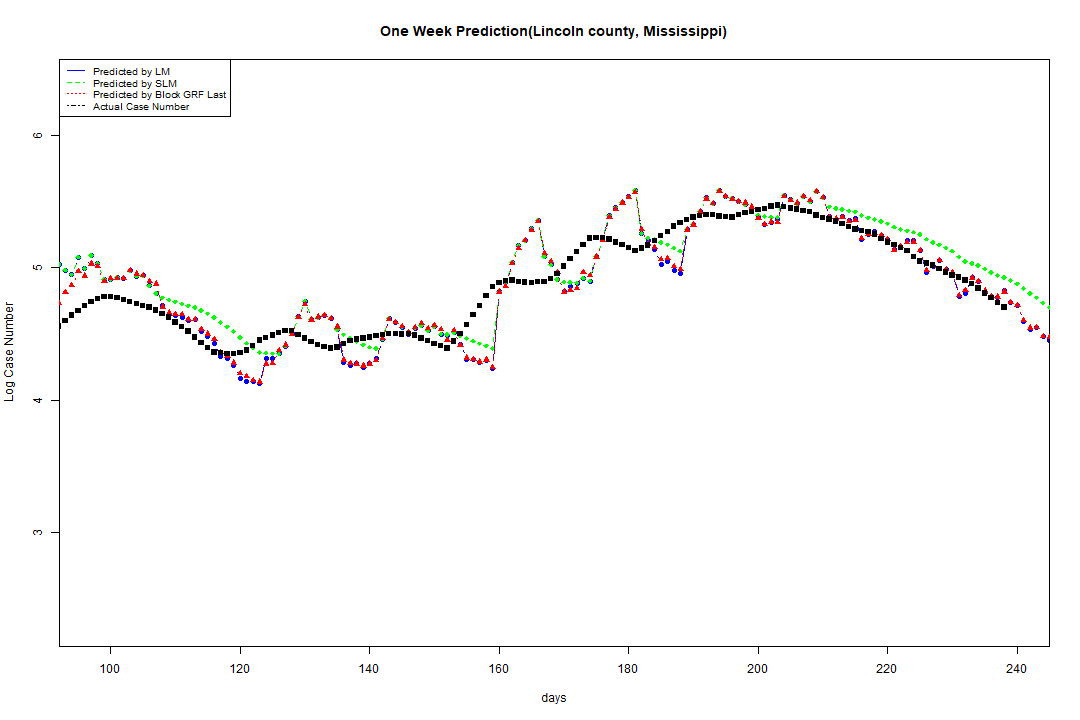 One Week Prediction(Lincoln county, Mississippi)
Predicted by LM
Predicted by SLM
Predicted by Block GRF Last
Actual Case Number
Log Case Number
6
5
4
3
100 120 140 160 180 200 220 240
days